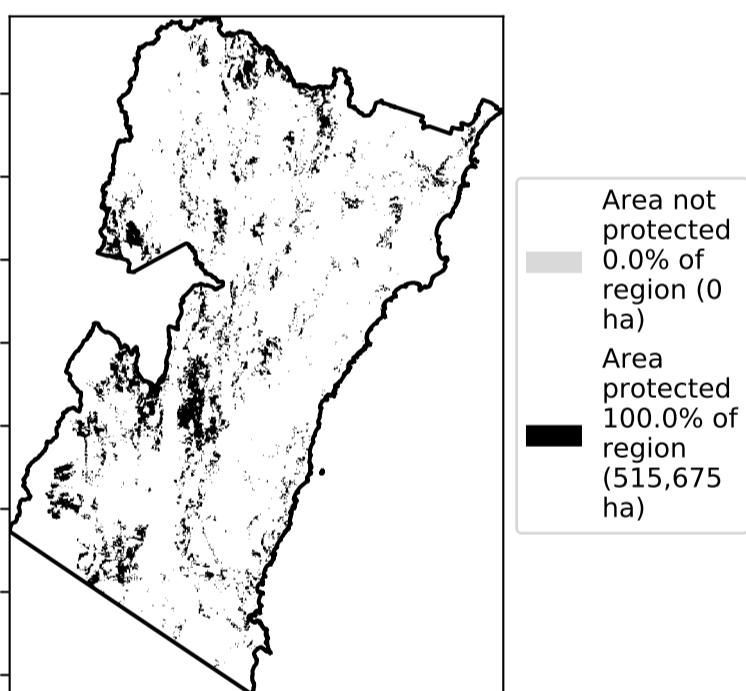 Area not
protected
0.0% of
region (0
ha)
Area
protected
100.0% of
region
(515,675
ha)